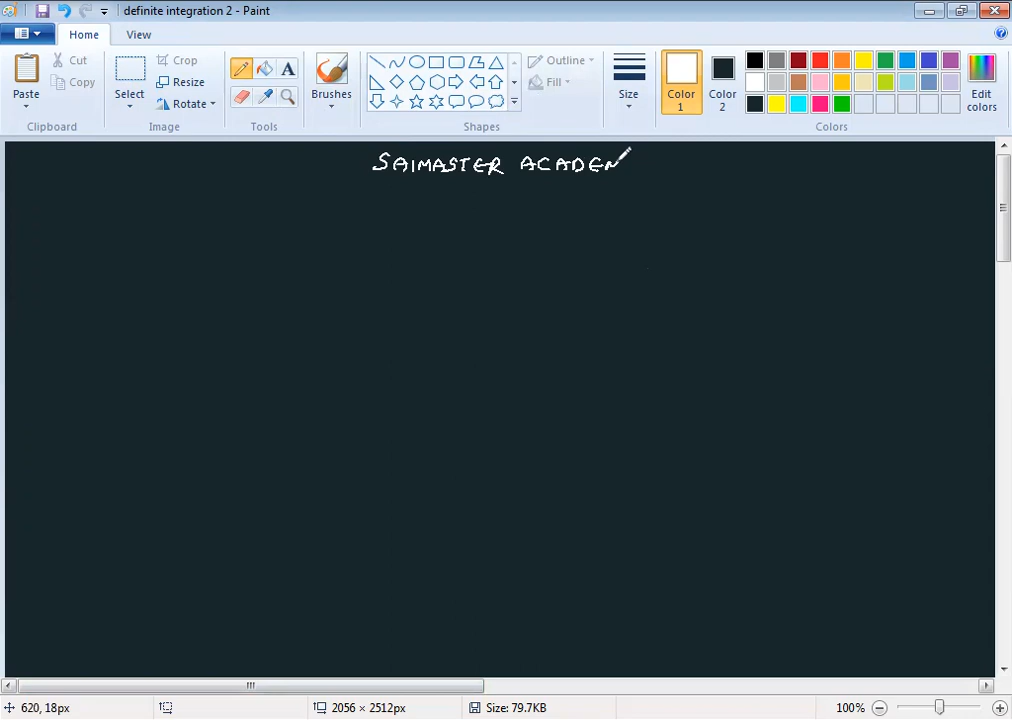 definite integration 2 - Paint
Home
View
Paste
Cut
Copy
Clipboard
Select
Crop
Resize
Rotate
Image
A
Tools
Brushes
Outline
Fill
Shapes
Size
Color 1
Color 2
Edit colors
Colors
SAIMASTER ACADEN
620, 18px
2056 × 2512px
Size: 79.7KB
100%